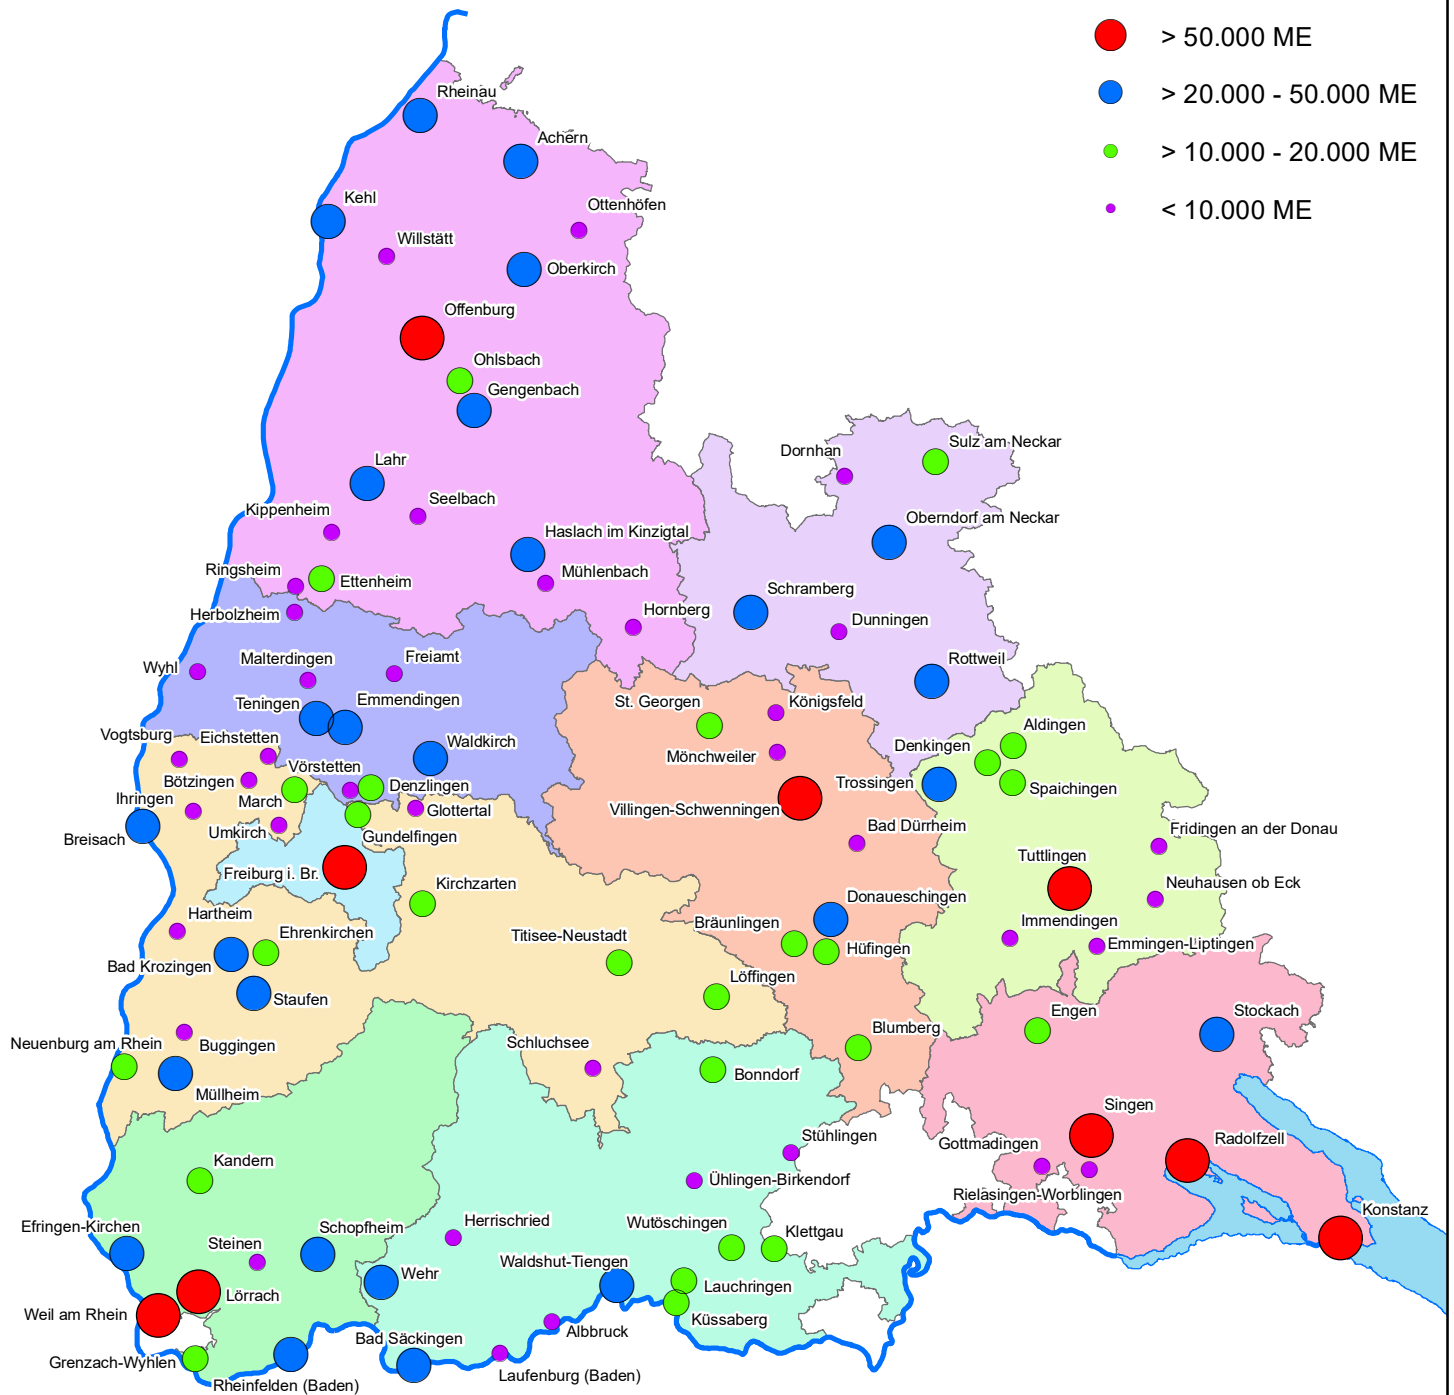 > 50.000 ME
> 20.000 - 50.000 ME
> 10.000 - 20.000 ME
< 10.000 ME
Rheinau
Achern
Kehl
Ottenhöfen
Willstätt
Oberkirch
Offenburg
Ohlsbach
Gengenbach
Sulz am Neckar
Dornhan
Lahr
Seelbach
Kippenheim
Oberndorf am Neckar
Haslach im Kinzigtal
Ringsheim
Mühlenbach
Ettenheim
Schramberg
Herbolzheim
Hornberg
Dunningen
Malterdingen
Freiamt
Rottweil
Wyhl
Emmendingen
Teningen
St. Georgen
Königsfeld
Aldingen
Vogtsburg
Eichstetten
Waldkirch
Denkingen
Mönchweiler
Vörstetten
Bötzingen
Denzlingen
Trossingen
Spaichingen
Ihringen
March
Glottertal
Villingen-Schwenningen
Umkirch
Breisach
Gundelfingen
Bad Dürrheim
Fridingen an der Donau
Tuttlingen
Freiburg i. Br.
Kirchzarten
Neuhausen ob Eck
Donaueschingen
Hartheim
Bräunlingen
Immendingen
Ehrenkirchen
Titisee-Neustadt
Hüfingen
Emmingen-Liptingen
Bad Krozingen
Löffingen
Staufen
Engen
Stockach
Blumberg
Neuenburg am Rhein
Buggingen
Schluchsee
Bonndorf
Müllheim
Singen
Stühlingen
Radolfzell
Gottmadingen
Kandern
Ühlingen-Birkendorf
Rielasingen-Worblingen
Konstanz
Efringen-Kirchen
Schopfheim
Herrischried
Wutöschingen
Klettgau
Steinen
Waldshut-Tiengen
Wehr
Lauchringen
Lörrach
Weil am Rhein
Küssaberg
Albbruck
Bad Säckingen
Grenzach-Wyhlen
Laufenburg (Baden)
Rheinfelden (Baden)